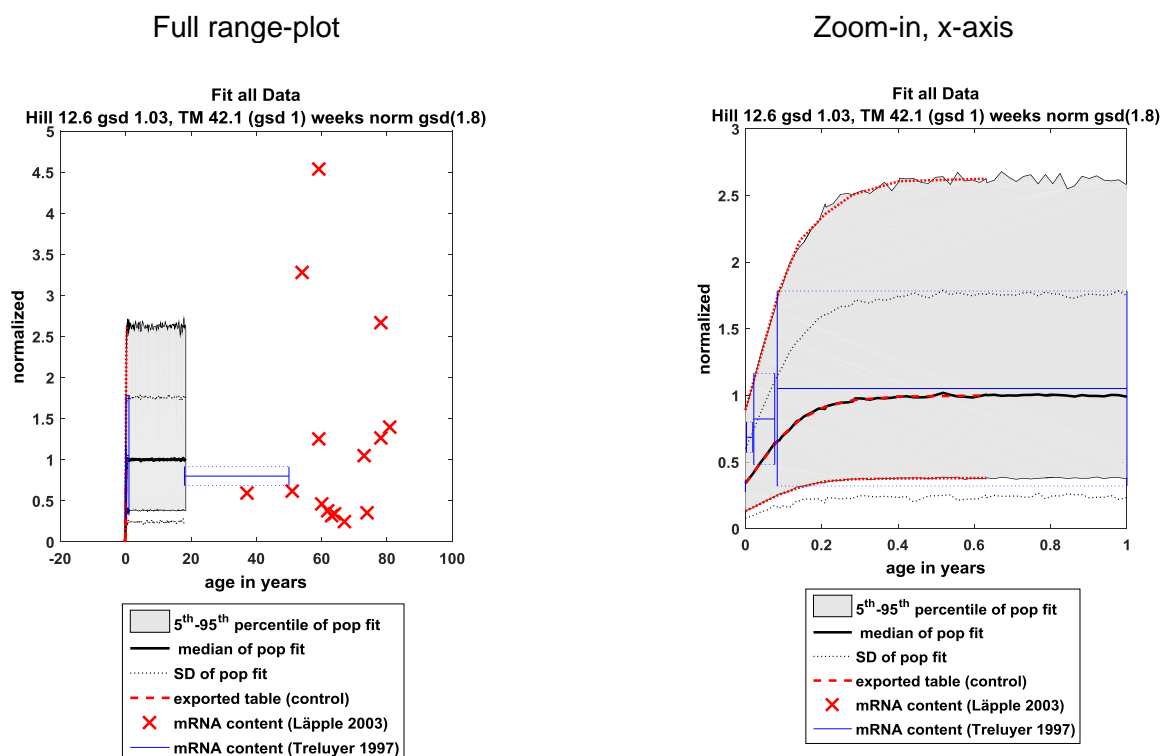 Full range-plot
Fit all Data
Hill 12.6 gsd 1.03, TM 42.1 (gsd 1) weeks norm gsd(1.8)
5
4.5
4
3.5
3
2.5
2
1.5
1
0.5
0
normalized
-20 0 20 40 60 80 100
age in years
5th-95th percentile of pop fit
median of pop fit
SD of pop fit
exported table (control)
mRNA content (Läpple 2003)
mRNA content (Treluyer 1997)
Zoom-in, x-axis
Fit all Data
Hill 12.6 gsd 1.03, TM 42.1 (gsd 1) weeks norm gsd(1.8)
3
2.5
2
1.5
1
0.5
0
normalized
0 0.2 0.4 0.6 0.8 1
age in years
5th-95th percentile of pop fit
median of pop fit
SD of pop fit
exported table (control)
mRNA content (Läpple 2003)
mRNA content (Treluyer 1997)